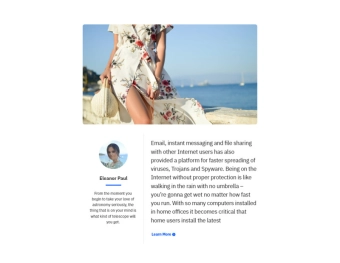 Eleanor Paul
From the moment you
begin to take your love of
astronomy seriously, the
thing that is on your mind is
what kind of telescope will
you get.
Email, instant messaging and file sharing
with other Internet users has also
provided a platform for faster spreading of
viruses, Trojans and Spyware. Being on the
Internet without proper protection is like
walking in the rain with no umbrella –
you're gonna get wet no matter how fast
you run. With so many computers installed
in home offices it becomes critical that
home users install the latest
Learn More